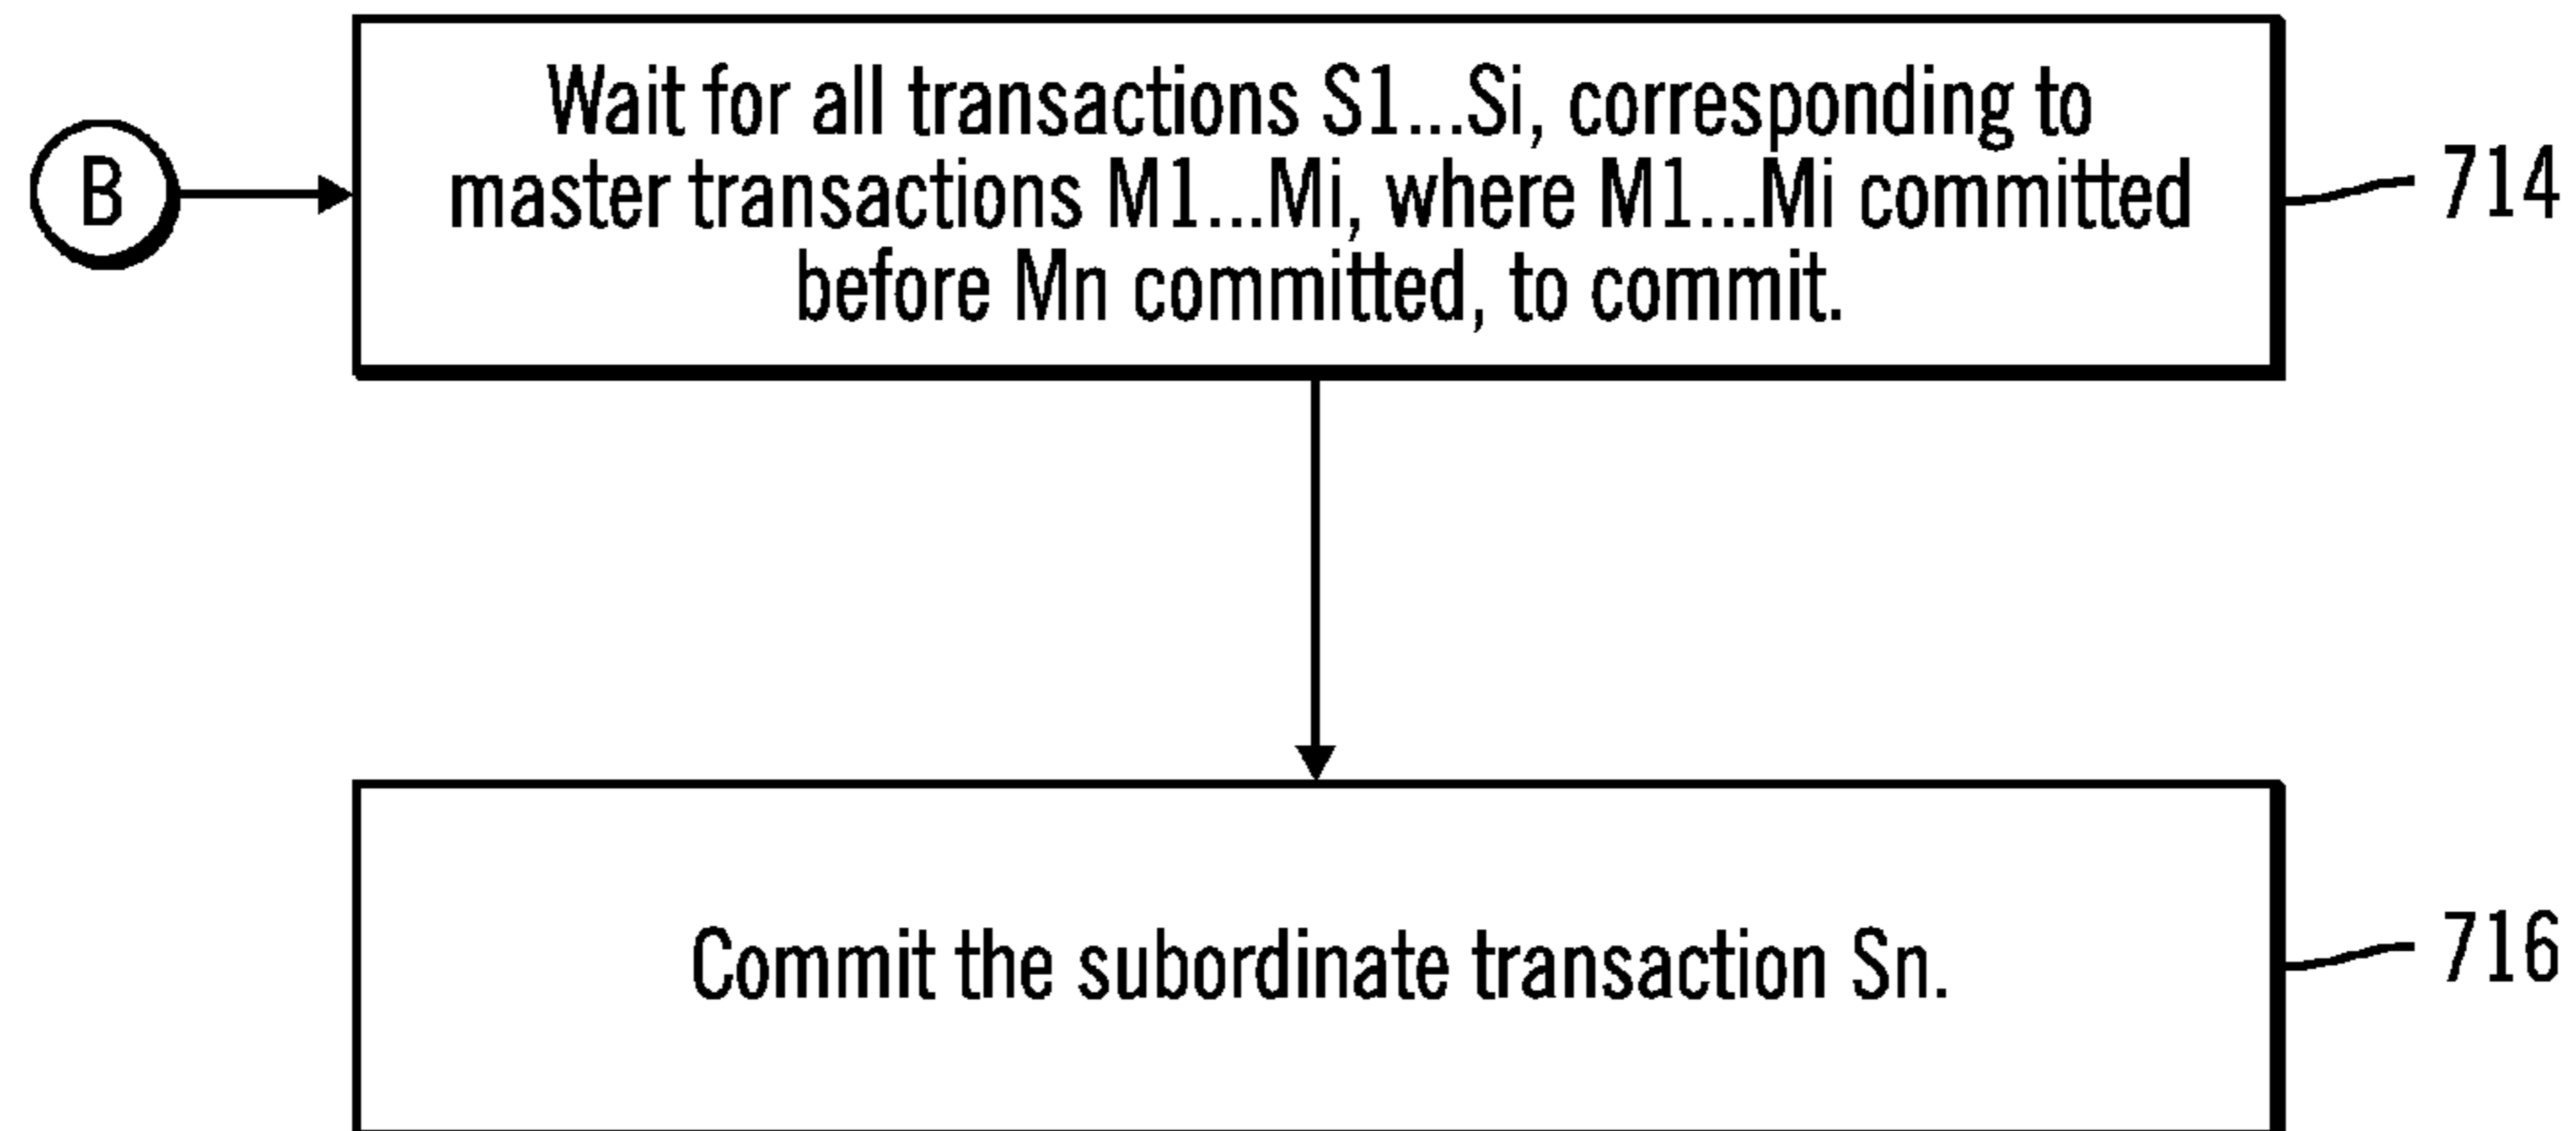 Wait for all transactions S1...Si, corresponding to
B
master transactions M1...Mi, where M1...Mi committed
714
before Mn committed, to commit.
Commit the subordinate transaction Sn.
716